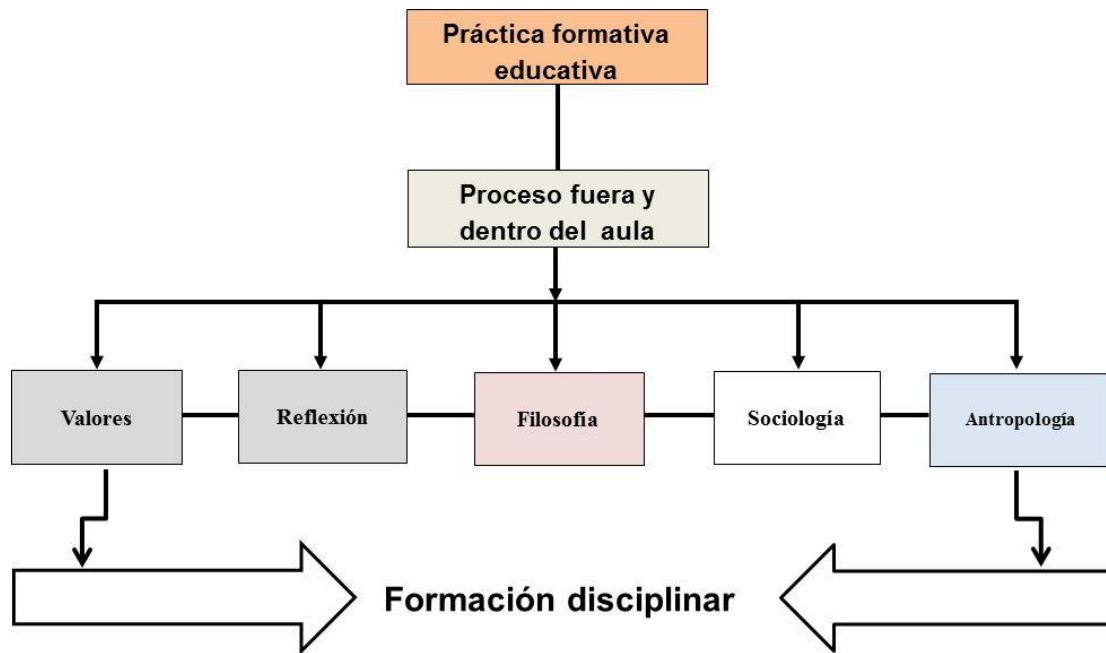 Práctica formativa
educativa
Proceso fuera y
dentro del aula
Valores
Reflexión
Filosofía
Sociología
Antropología
Formación disciplinar